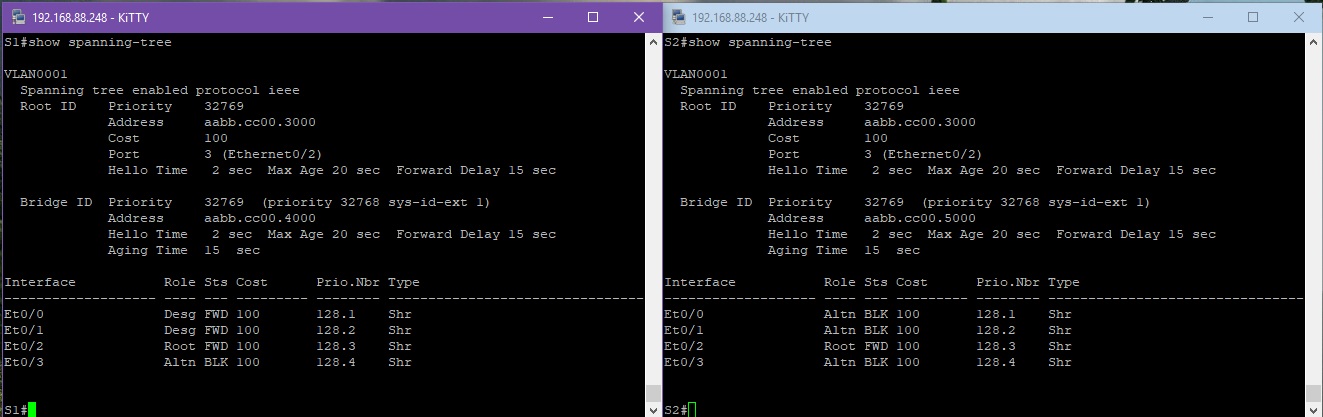 192.168.88.248 - KiTTY
S1#show spanning-tree
VLAN0001
Spanning tree enabled protocol ieee
Root ID Priority 32769
Address aabb.cc00.3000
Cost 100
Port 3 (Ethernet0/2)
Hello Time 2 sec Max Age 20 sec Forward Delay 15 sec
Bridge ID Priority 32769 (priority 32768 sys-id-ext 1)
Address aabb.cc00.4000
Hello Time 2 sec Max Age 20 sec Forward Delay 15 sec
Aging Time 15 sec
Interface Role Sts Cost Prio.Nbr Type
------------------- ---- --- --------- -------- --------------------------------
Et0/0 Desg FWD 100 128.1 Shr
Et0/1 Desg FWD 100 128.2 Shr
Et0/2 Root FWD 100 128.3 Shr
Et0/3 Altn BLK 100 128.4 Shr
S1#
192.168.88.248 - KiTTY
S2#show spanning-tree
VLAN0001
Spanning tree enabled protocol ieee
Root ID Priority 32769
Address aabb.cc00.3000
Cost 100
Port 3 (Ethernet0/2)
Hello Time 2 sec Max Age 20 sec Forward Delay 15 sec
Bridge ID Priority 32769 (priority 32768 sys-id-ext 1)
Address aabb.cc00.5000
Hello Time 2 sec Max Age 20 sec Forward Delay 15 sec
Aging Time 15 sec
Interface Role Sts Cost Prio.Nbr Type
------------------- ---- --- --------- -------- --------------------------------
Et0/0 Altn BLK 100 128.1 Shr
Et0/1 Altn BLK 100 128.2 Shr
Et0/2 Root FWD 100 128.3 Shr
Et0/3 Altn BLK 100 128.4 Shr
S2#